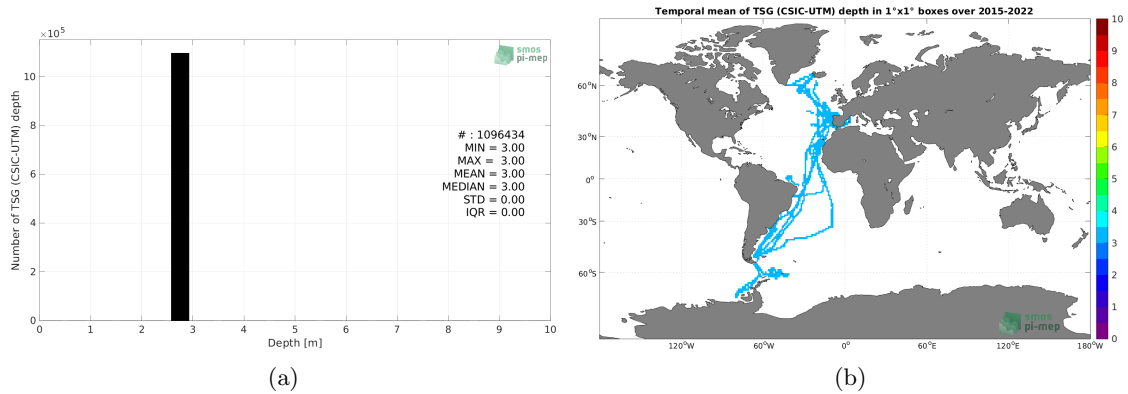 ×10⁵
10
8
6
4
2
0
Number of TSG (CSIC-UTM) depth
smos
pi-mep
# : 1096434
MIN = 3.00
MAX = 3.00
MEAN = 3.00
MEDIAN = 3.00
STD = 0.00
IQR = 0.00
0 1 2 3 4 5 6 7 8 9 10
Depth [m]
(a)
Temporal mean of TSG (CSIC-UTM) depth in 1°x1° boxes over 2015-2022
60°N
30°N
0°
30°S
60°S
120°W 60°W 0° 60°E 120°E 180°W
smos
pi-mep
10
9
8
7
6
5
4
3
2
1
0
(b)